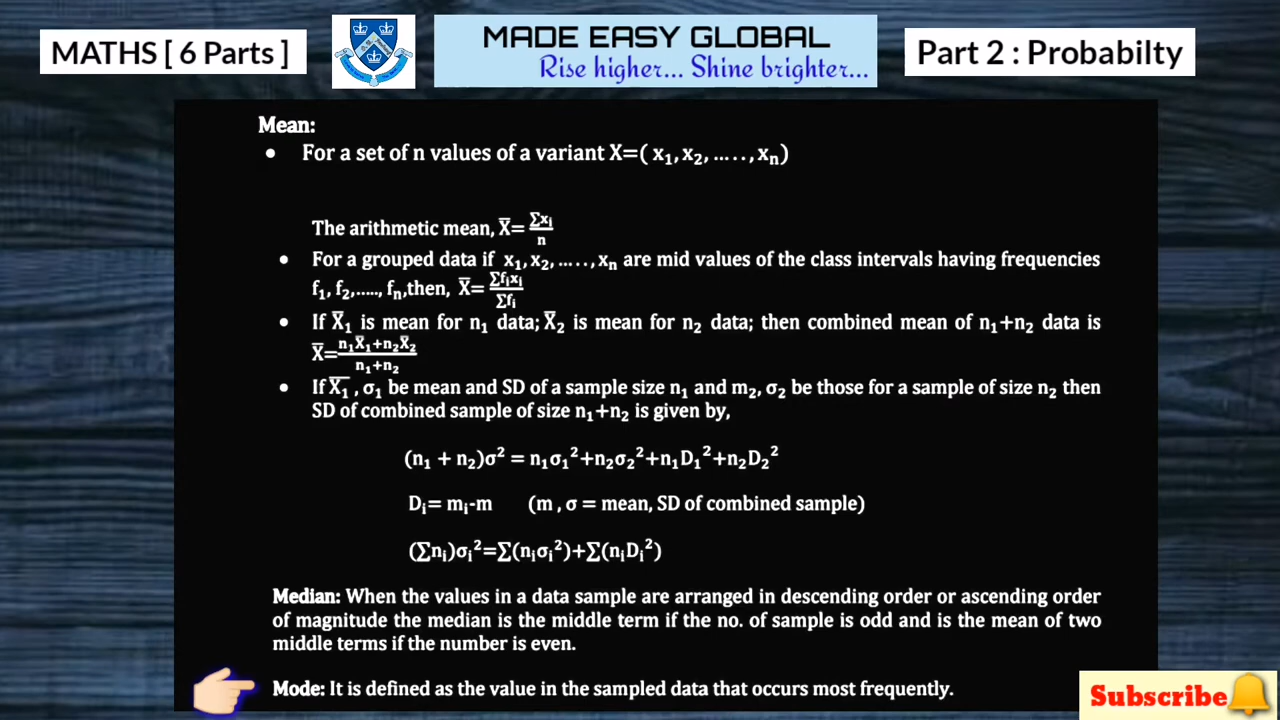 MATHS [ 6 Parts ]
MADE EASY GLOBAL
Rise higher... Shine brighter...
Part 2 : Probabilty
Mean:
• For a set of n values of a variant X=( x₁,x₂, ....., xₙ)
The arithmetic mean, X̅= ∑xᵢ/n
• For a grouped data if x₁,x₂, ....., xₙ are mid values of the class intervals having frequencies
f₁, f₂,....., fₙ,then, X̅= ∑fᵢxᵢ/∑fᵢ
• If X̅₁ is mean for n₁ data; X̅₂ is mean for n₂ data; then combined mean of n₁+n₂ data is
X̅= n₁X̅₁+n₂X̅₂/n₁+n₂
• If X̅₁ , σ₁ be mean and SD of a sample size n₁ and m₂, σ₂ be those for a sample of size n₂ then
SD of combined sample of size n₁+n₂ is given by,
(n₁ + n₂)σ² = n₁σ₁²+n₂σ₂²+n₁D₁²+n₂D₂²
Dᵢ= mᵢ-m (m , σ = mean, SD of combined sample)
(∑nᵢ)σᵢ²=∑(nᵢσᵢ²)+∑(nᵢDᵢ²)
Median: When the values in a data sample are arranged in descending order or ascending order
of magnitude the median is the middle term if the no. of sample is odd and is the mean of two
middle terms if the number is even.
Mode: It is defined as the value in the sampled data that occurs most frequently.
Subscribe